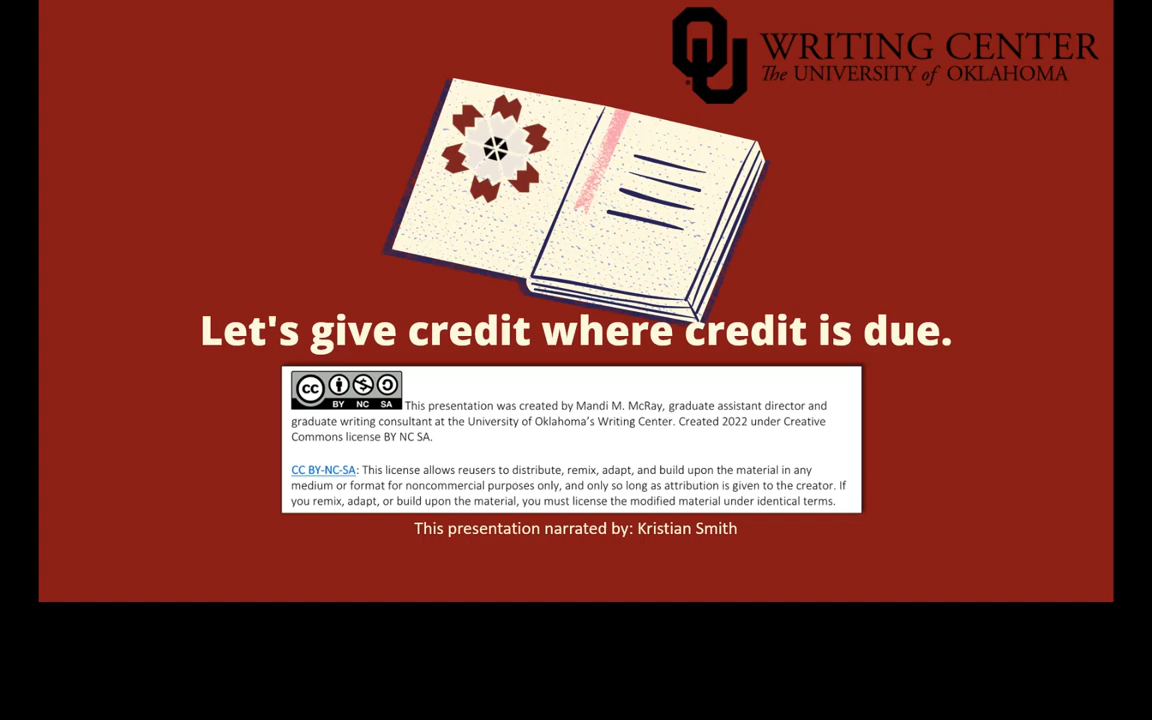 OU WRITING CENTER
The UNIVERSITY of OKLAHOMA
Let's give credit where credit is due.
cc BY NC SA This presentation was created by Mandi M. McRay, graduate assistant director and
graduate writing consultant at the University of Oklahoma’s Writing Center. Created 2022 under Creative
Commons license BY NC SA.
CC BY-NC-SA: This license allows reusers to distribute, remix, adapt, and build upon the material in any
medium or format for noncommercial purposes only, and only so long as attribution is given to the creator. If
you remix, adapt, or build upon the material, you must license the modified material under identical terms.
This presentation narrated by: Kristian Smith